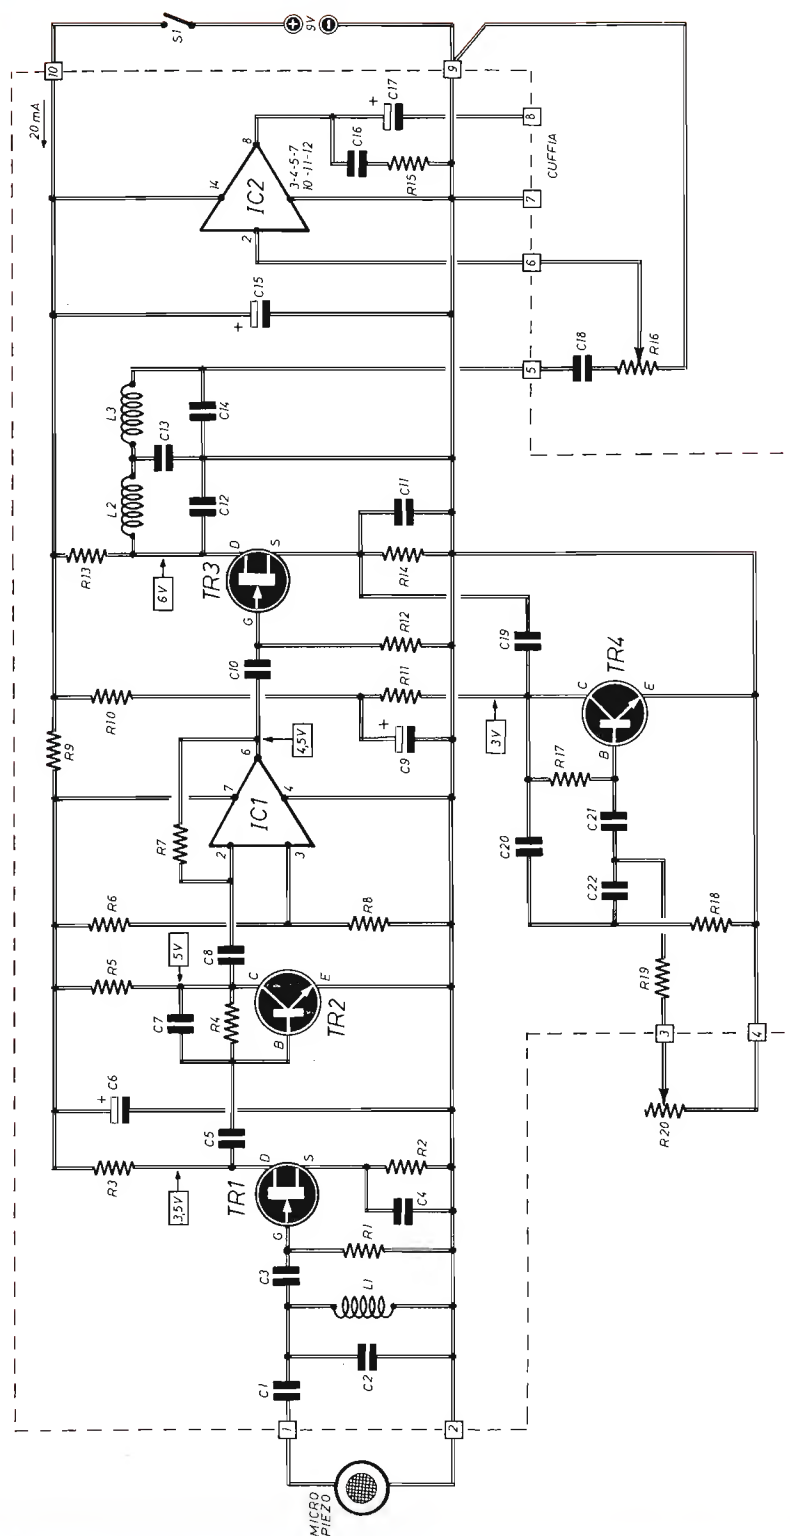 20 mA
10
R9
R3
C6
R5
R6
R10
R13
L2
L3
S1
3,5V
5V
C7
R7
6V
C13
+
9V
+
−
C5
R4
C8
2
7
6
C12
C14
14
MICRO
PIEZO
1
C1
C3
G
TR1
D
S
B
C
E
TR2
3
IC1
4
4,5V
C10
G
TR3
D
S
+
C15
2
IC2
8
3-4-5-7
10-11-12
C2
L1
R1
C4
R2
R8
+
C9
R11
R12
R14
C11
C16
R15
+
C17
2
9
3V
C20
C19
5
6
7
8
CUFFIA
R17
C22
C21
B
C
E
TR4
C18
R20
3
R19
R18
R16
4